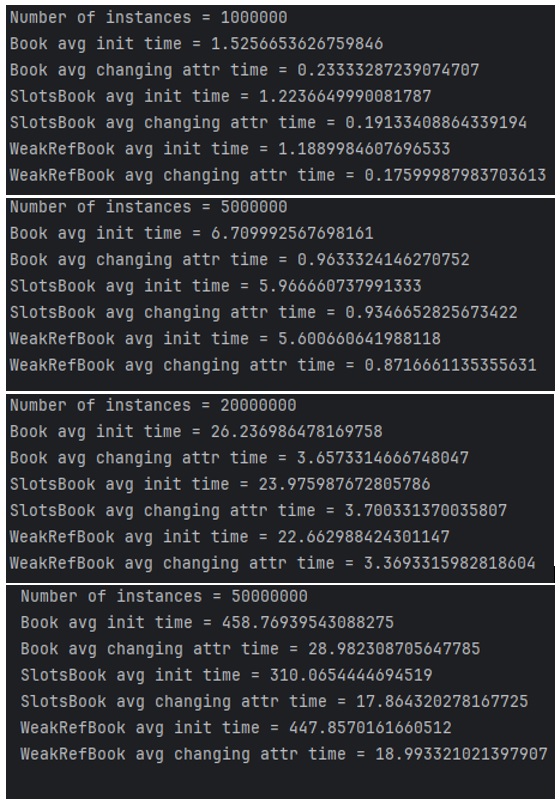 Number of instances = 1000000
Book avg init time = 1.5256653626759846
Book avg changing attr time = 0.23333287239074707
SlotsBook avg init time = 1.2236649990081787
SlotsBook avg changing attr time = 0.19133408864339194
WeakRefBook avg init time = 1.1889984607696533
WeakRefBook avg changing attr time = 0.17599987983703613
Number of instances = 5000000
Book avg init time = 6.709992567698161
Book avg changing attr time = 0.9633324146270752
SlotsBook avg init time = 5.966660737991333
SlotsBook avg changing attr time = 0.9346652825673422
WeakRefBook avg init time = 5.600660641988118
WeakRefBook avg changing attr time = 0.8716661135355631
Number of instances = 20000000
Book avg init time = 26.236986478169758
Book avg changing attr time = 3.6573314666748047
SlotsBook avg init time = 23.975987672805786
SlotsBook avg changing attr time = 3.700331370035807
WeakRefBook avg init time = 22.662988424301147
WeakRefBook avg changing attr time = 3.3693315982818604
Number of instances = 50000000
Book avg init time = 458.76939543088275
Book avg changing attr time = 28.982308705647785
SlotsBook avg init time = 310.0654444694519
SlotsBook avg changing attr time = 17.864320278167725
WeakRefBook avg init time = 447.8570161660512
WeakRefBook avg changing attr time = 18.993321021397907